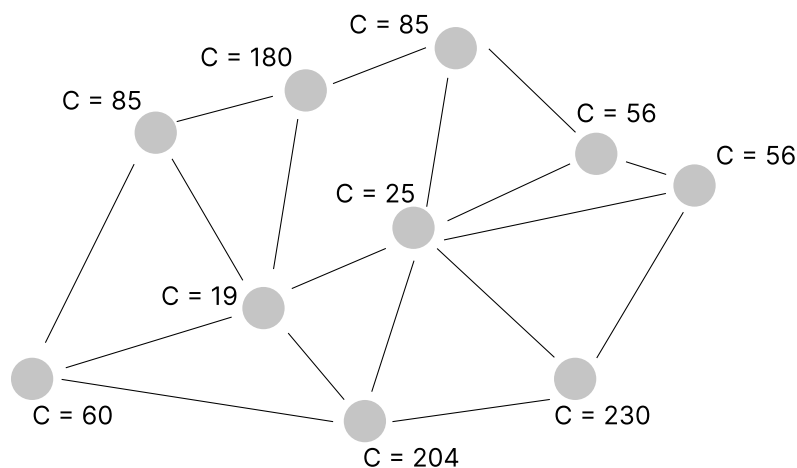 C = 85
C = 180
C = 85
C = 56
C = 56
C = 25
C = 19
C = 60
C = 230
C = 204